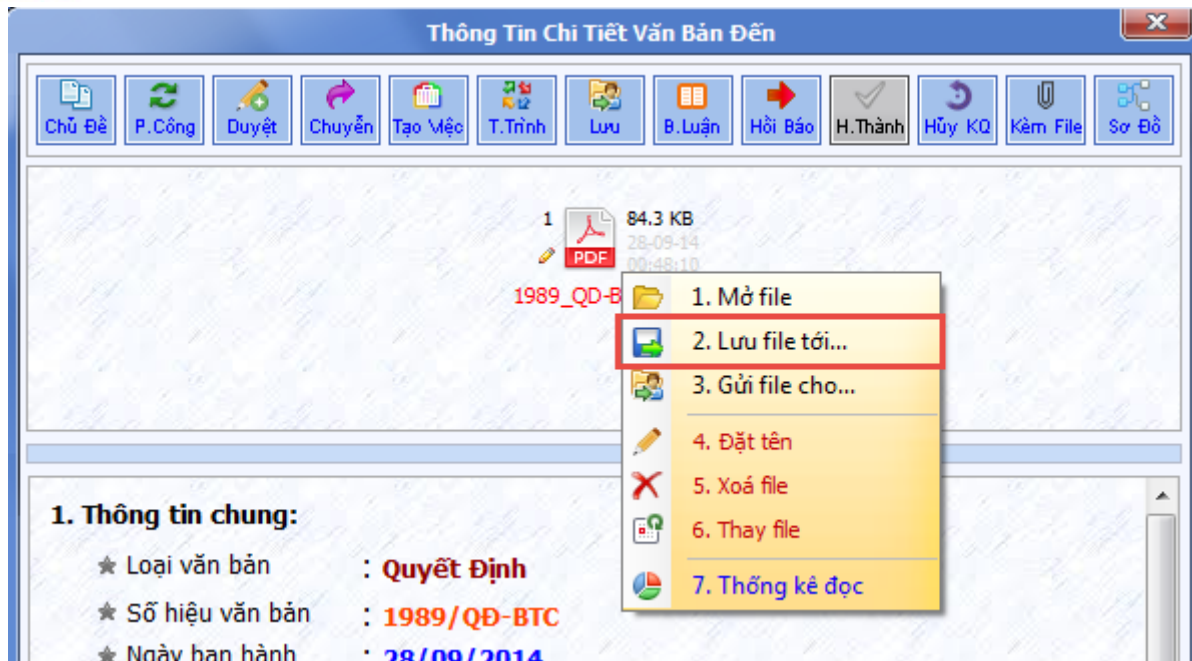 Thông Tin Chi Tiết Văn Bản Đến
Chủ Đề P.Công Duyệt Chuyễn Tạo Việc T.Trình Lưu B.Luận Hồi Báo H.Thành Hủy KQ Kèm File Sơ Đồ
1 84.3 KB
28-09-14
PDF 00:48:10
1989_QD-B
1. Mở file
2. Lưu file tới...
3. Gửi file cho...
4. Đặt tên
5. Xoá file
6. Thay file
7. Thống kê đọc
1. Thông tin chung:
Loại văn bản : Quyết Định
Số hiệu văn bản : 1989/QĐ-BTC
Ngày ban hành : 28/09/2014